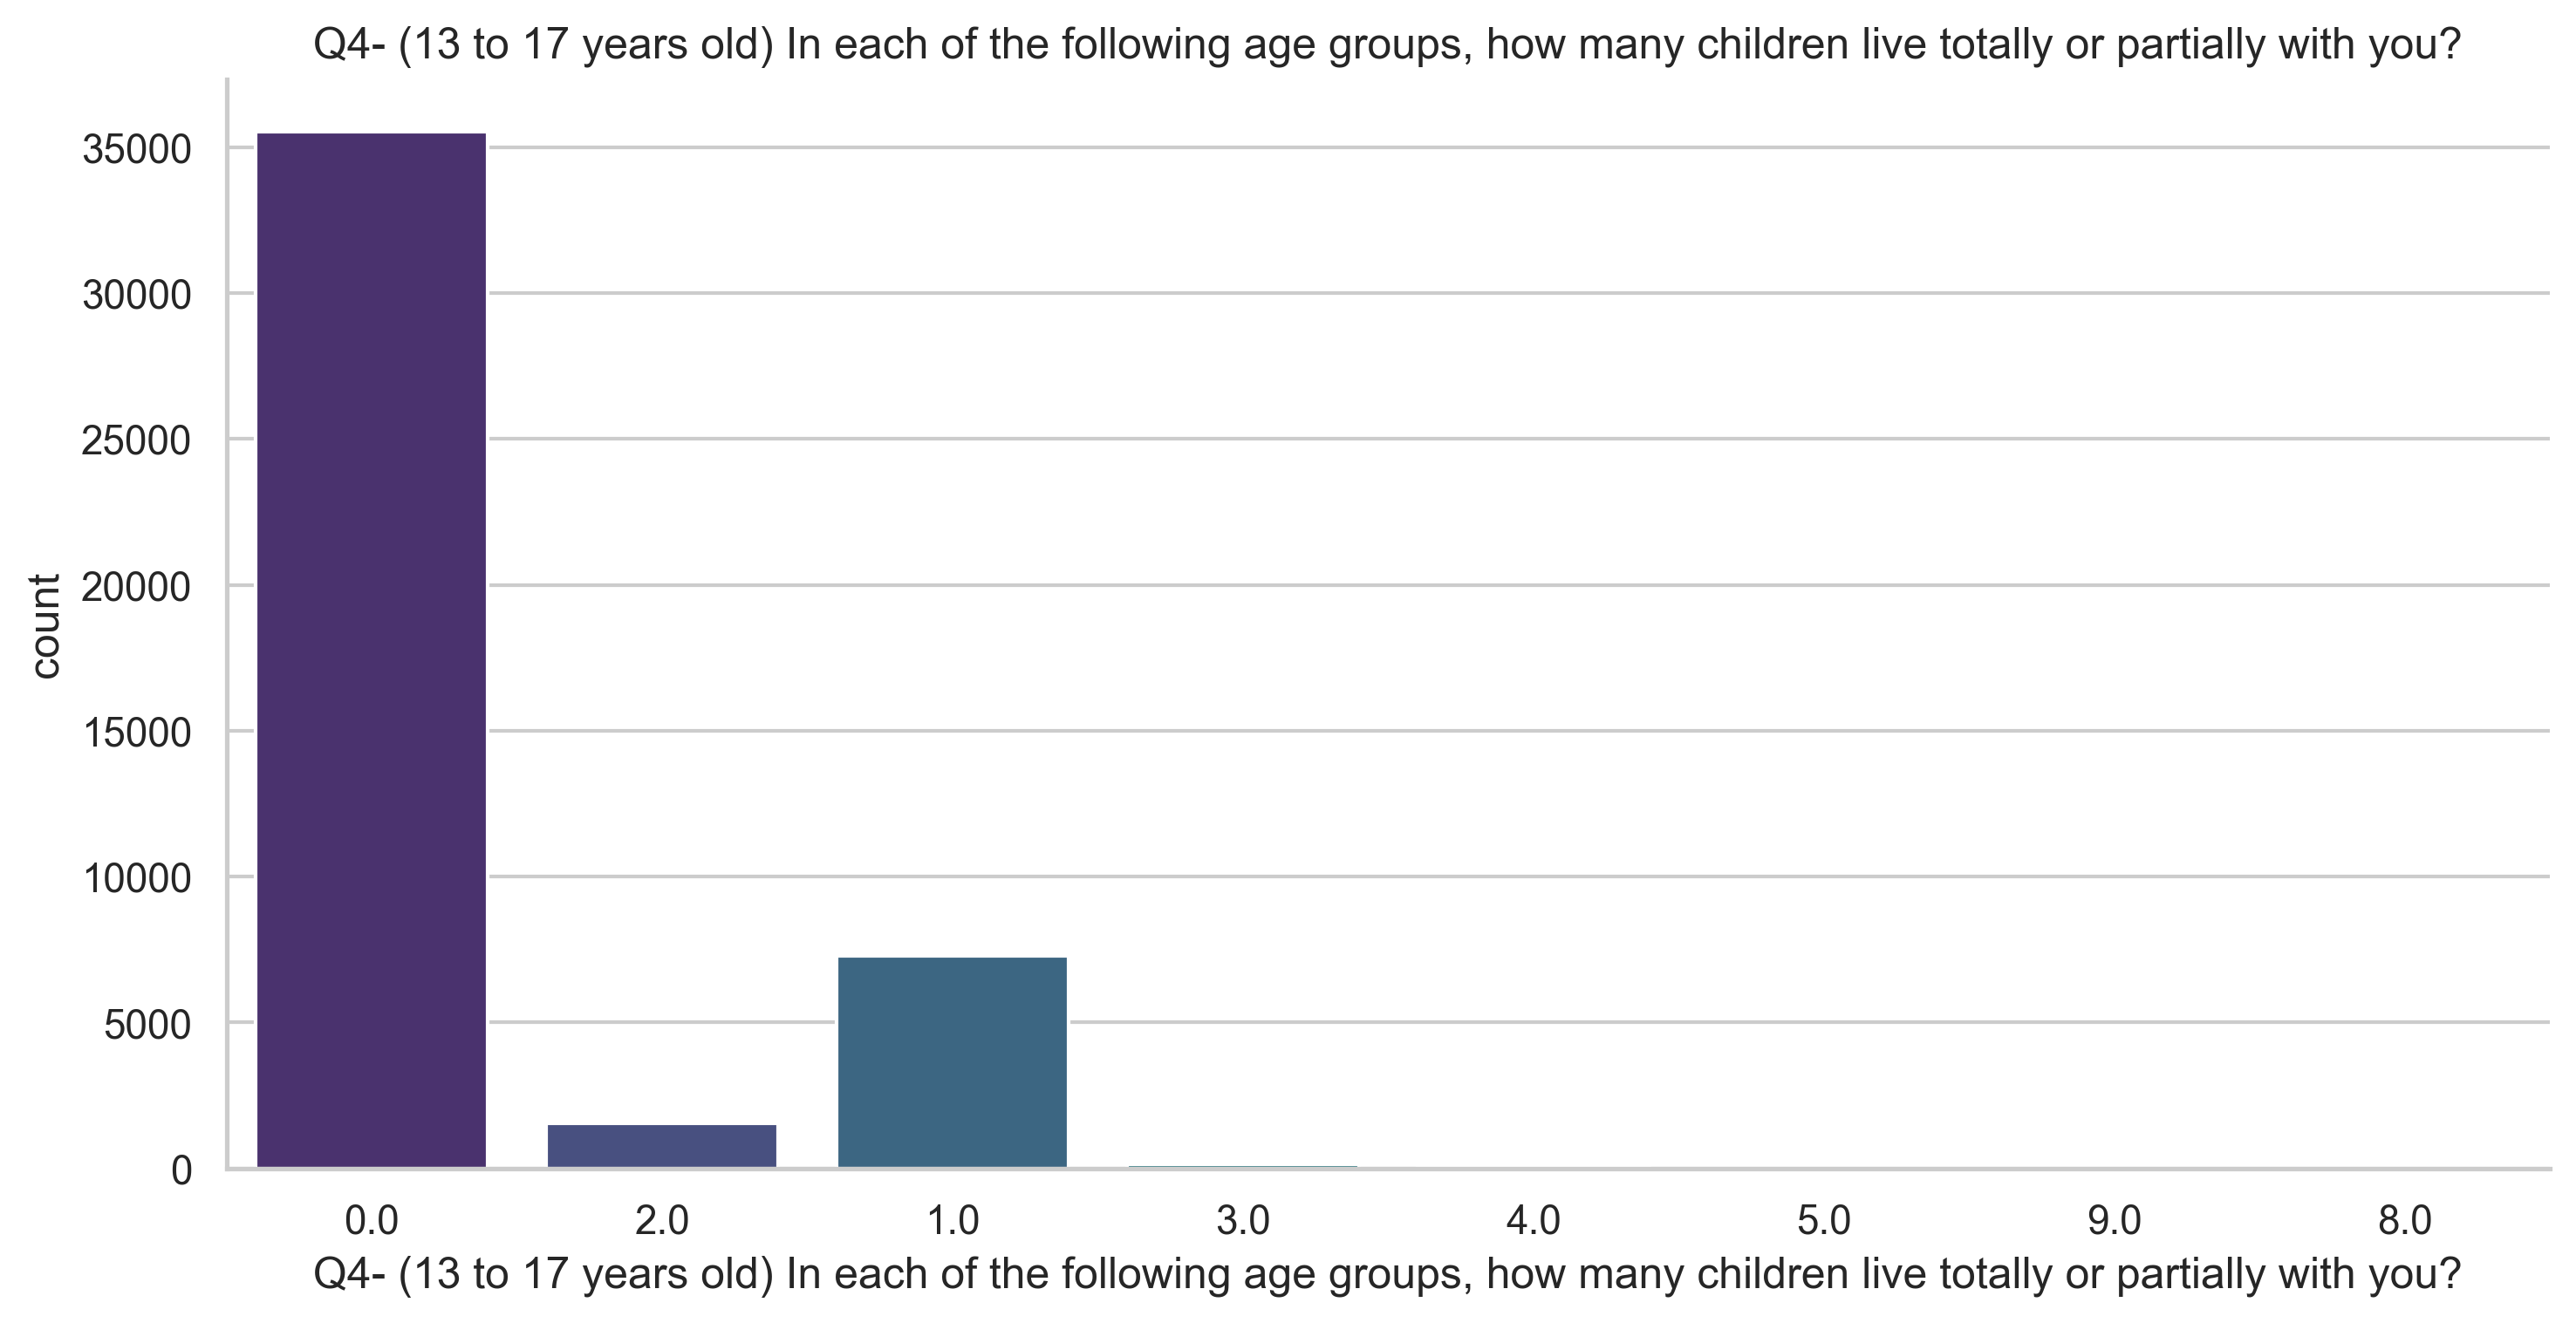 Q4- (13 to 17 years old) In each of the following age groups, how many children live totally or partially with you?
35000
30000
25000
20000
15000
10000
5000
0
count
0.0 2.0 1.0 3.0 4.0 5.0 9.0 8.0
Q4- (13 to 17 years old) In each of the following age groups, how many children live totally or partially with you?